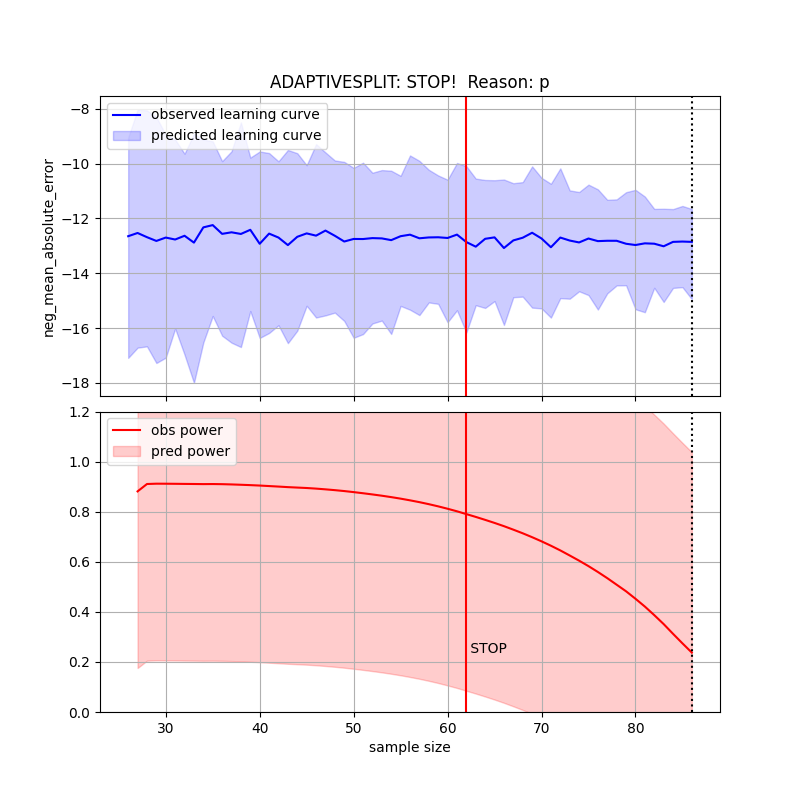 ADAPTIVESPLIT: STOP!  Reason: p
observed learning curve
predicted learning curve
neg_mean_absolute_error
−8
−10
−12
−14
−16
−18
obs power
pred power
1.2
1.0
0.8
0.6
0.4
0.2
0.0
STOP
30 40 50 60 70 80
sample size